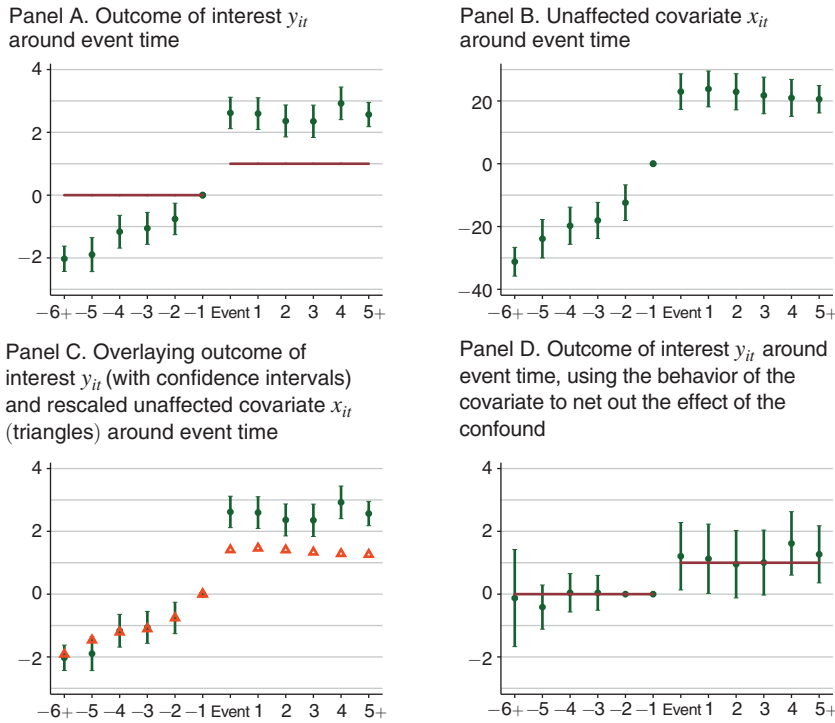 Panel A. Outcome of interest y_it
around event time
4
2
0
−2
−6+ −5 −4 −3 −2 −1 Event 1 2 3 4 5+
Panel B. Unaffected covariate x_it
around event time
20
0
−20
−40
−6+ −5 −4 −3 −2 −1 Event 1 2 3 4 5+
Panel C. Overlaying outcome of
interest y_it (with confidence intervals)
and rescaled unaffected covariate x_it
(triangles) around event time
4
2
0
−2
−6+ −5 −4 −3 −2 −1 Event 1 2 3 4 5+
Panel D. Outcome of interest y_it around
event time, using the behavior of the
covariate to net out the effect of the
confound
4
2
0
−2
−6+ −5 −4 −3 −2 −1 Event 1 2 3 4 5+